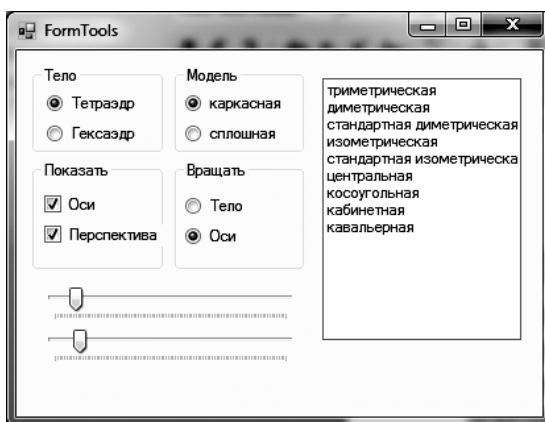 FormTools
Тело
Тетраэдр
Гексаэдр
Модель
каркасная
сплошная
Показать
Оси
Перспектива
Вращать
Тело
Оси
триметрическая
диметрическая
стандартная диметрическая
изометрическая
стандартная изометрическа
центральная
косоугольная
кабинетная
кавальерная